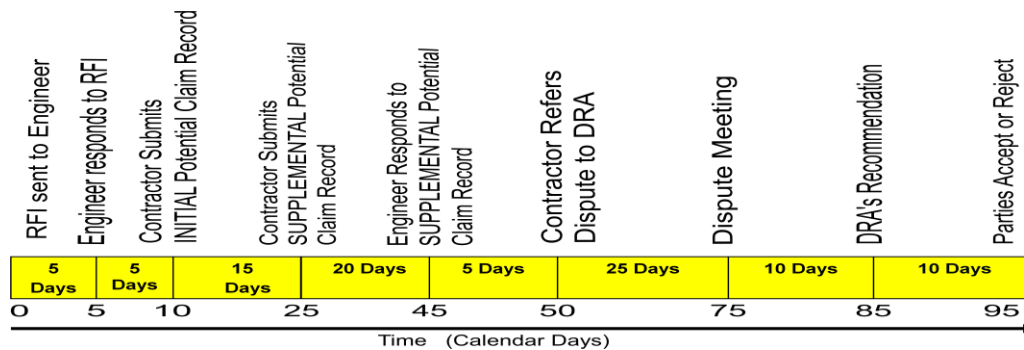 RFI sent to Engineer
Engineer responds to RFI
Contractor Submits
INITIAL Potential Claim Record
Contractor Submits
SUPPLEMENTAL Potential
Claim Record
Engineer Responds to
SUPPLEMENTAL Potential
Claim Record
Contractor Refers
Dispute to DRA
Dispute Meeting
DRA's Recommendation
Parties Accept or Reject
5
Days
5
Days
15
Days
20 Days
5 Days
25 Days
10 Days
10 Days
0 5 10 25 45 50 75 85 95
Time (Calendar Days)